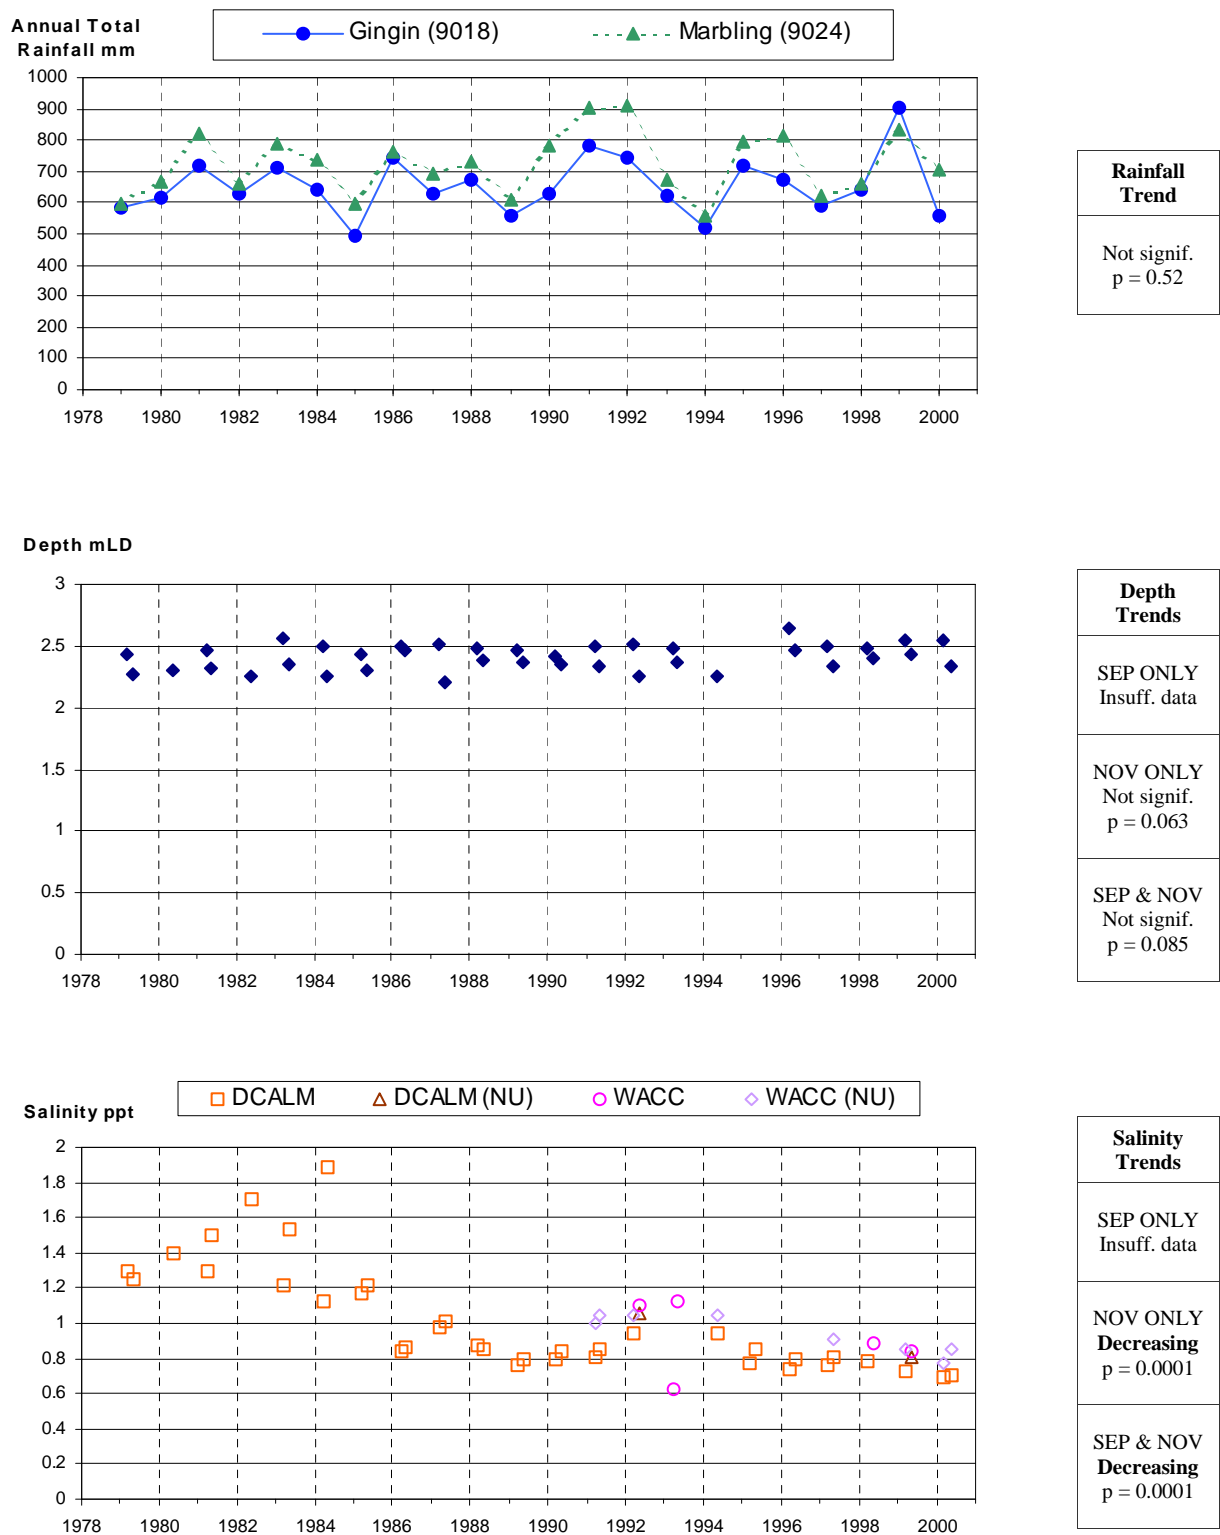 Annual Total
Rainfall mm
Gingin (9018)
Marbling (9024)
1000
900
800
700
600
500
400
300
200
100
0
1978 1980 1982 1984 1986 1988 1990 1992 1994 1996 1998 2000
Rainfall
Trend
Not signif.
p = 0.52
Depth mLD
3
2.5
2
1.5
1
0.5
0
1978 1980 1982 1984 1986 1988 1990 1992 1994 1996 1998 2000
Depth
Trends
SEP ONLY
Insuff. data
NOV ONLY
Not signif.
p = 0.063
SEP & NOV
Not signif.
p = 0.085
DCALM
DCALM (NU)
WACC
WACC (NU)
Salinity ppt
2
1.8
1.6
1.4
1.2
1
0.8
0.6
0.4
0.2
0
1978 1980 1982 1984 1986 1988 1990 1992 1994 1996 1998 2000
Salinity
Trends
SEP ONLY
Insuff. data
NOV ONLY
Decreasing
p = 0.0001
SEP & NOV
Decreasing
p = 0.0001